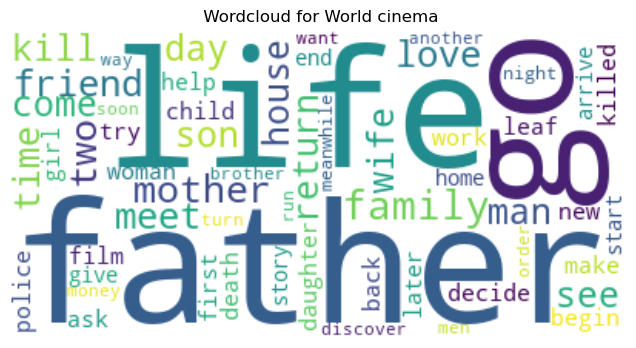 Wordcloud for World cinema
kill
way
day
want
end
another
love
night
arrive
killed
friend
life
help
house
go
come
soon
child
time
girl
two
try
son
return
meanwhile
wife
work
leaf
woman
brother
home
mother
family
man
new
start
meet
turn
run
father
police
film
give
money
ask
first
death
story
daughter
back
later
order
make
decide
see
begin
discover
men